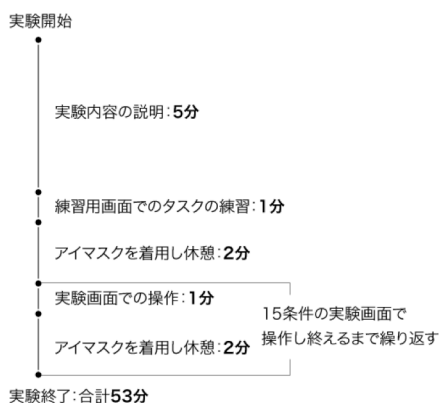 実験開始
実験内容の説明：5分
練習用画面でのタスクの練習：1分
アイマスクを着用し休憩：2分
実験画面での操作：1分
15条件の実験画面で
操作し終えるまで繰り返す
アイマスクを着用し休憩：2分
実験終了：合計53分